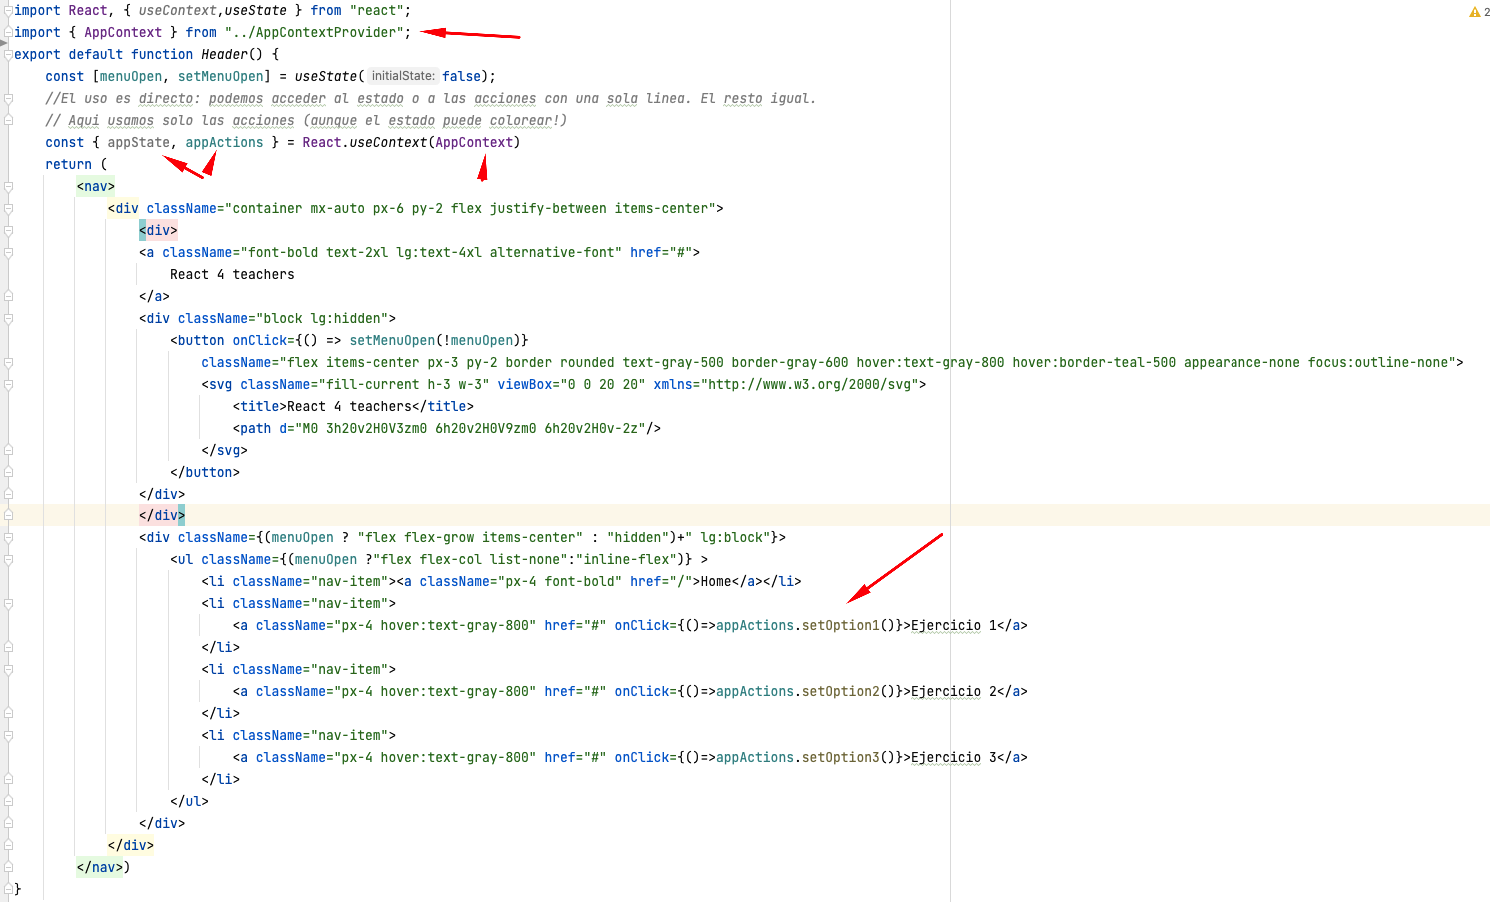 import React, { useContext,useState } from "react";
import { AppContext } from "../AppContextProvider";
export default function Header() {
const [menuOpen, setMenuOpen] = useState( initialState: false);
//El uso es directo: podemos acceder al estado o a las acciones con una sola linea. El resto igual.
// Aqui usamos solo las acciones (aunque el estado puede colorear!)
const { appState, appActions } = React.useContext(AppContext)
return (
<nav>
<div className="container mx-auto px-6 py-2 flex justify-between items-center">
<div>
<a className="font-bold text-2xl lg:text-4xl alternative-font" href="#">
React 4 teachers
</a>
<div className="block lg:hidden">
<button onClick={() => setMenuOpen(!menuOpen)}
className="flex items-center px-3 py-2 border rounded text-gray-500 border-gray-600 hover:text-gray-800 hover:border-teal-500 appearance-none focus:outline-none">
<svg className="fill-current h-3 w-3" viewBox="0 0 20 20" xmlns="http://www.w3.org/2000/svg">
<title>React 4 teachers</title>
<path d="M0 3h20v2H0V3zm0 6h20v2H0V9zm0 6h20v2H0v-2z"/>
</svg>
</button>
</div>
</div>
<div className={(menuOpen ? "flex flex-grow items-center" : "hidden")+" lg:block"}>
<ul className={(menuOpen ?"flex flex-col list-none":"inline-flex")} >
<li className="nav-item"><a className="px-4 font-bold" href="/">Home</a></li>
<li className="nav-item">
<a className="px-4 hover:text-gray-800" href="#" onClick={()=>appActions.setOption1()}>Ejercicio 1</a>
</li>
<li className="nav-item">
<a className="px-4 hover:text-gray-800" href="#" onClick={()=>appActions.setOption2()}>Ejercicio 2</a>
</li>
<li className="nav-item">
<a className="px-4 hover:text-gray-800" href="#" onClick={()=>appActions.setOption3()}>Ejercicio 3</a>
</li>
</ul>
</div>
</div>
</nav>)
}
2